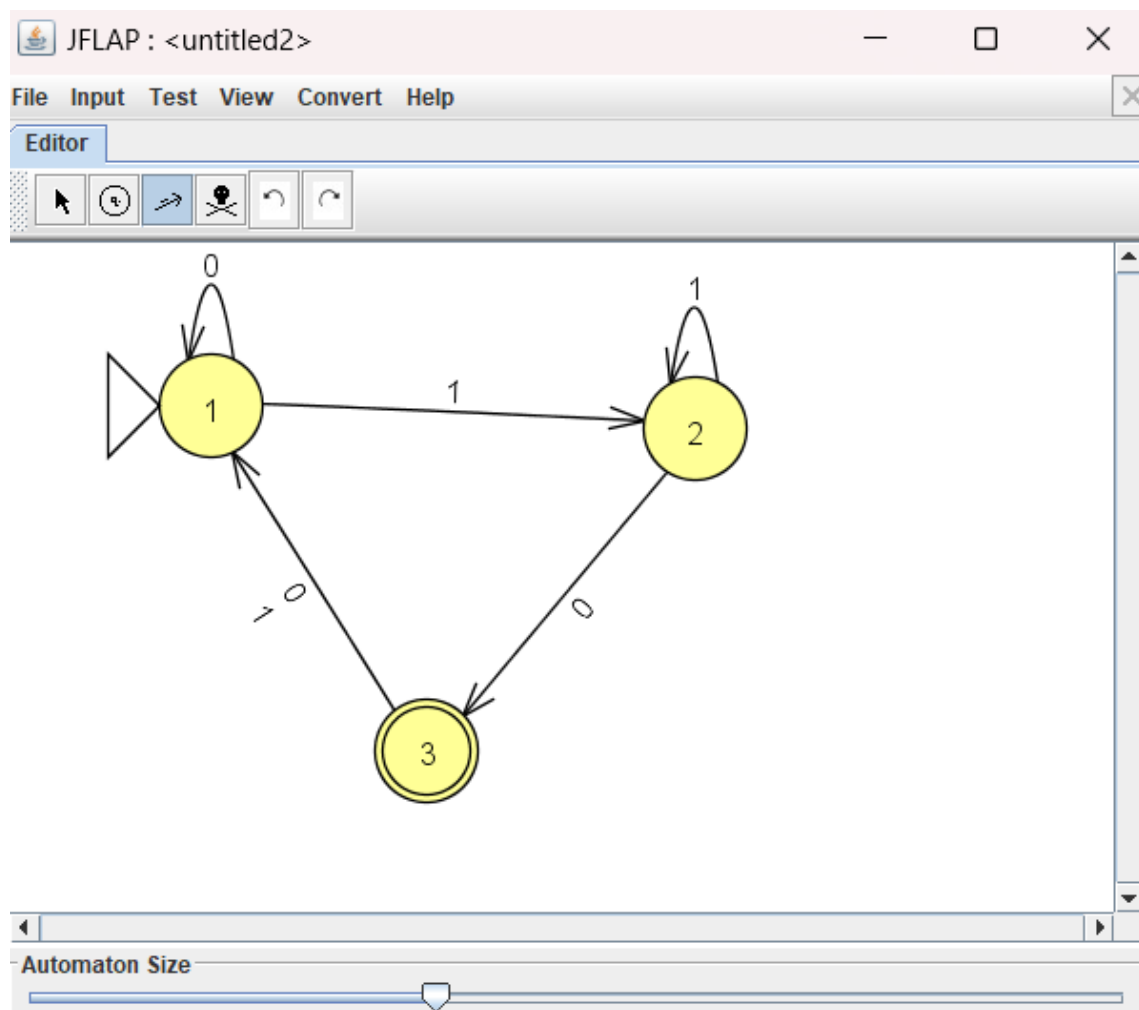 JFLAP : <untitled2>
File Input Test View Convert Help
Editor
q
0
1
1
1
2
0
1
0
3
Automaton Size